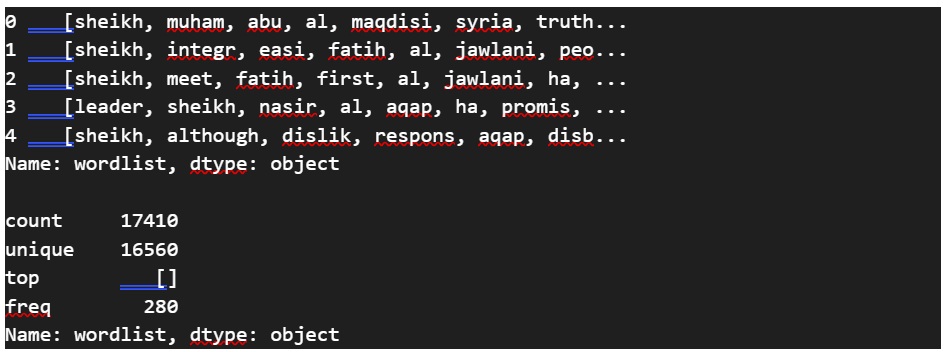 0    [sheikh, muham, abu, al, maqdisi, syria, truth...
1    [sheikh, integr, easi, fatih, al, jawlani, peo...
2    [sheikh, meet, fatih, first, al, jawlani, ha, ...
3    [leader, sheikh, nasir, al, aqap, ha, promis, ...
4    [sheikh, although, dislik, respons, aqap, disb...
Name: wordlist, dtype: object
count     17410
unique    16560
top          []
freq        280
Name: wordlist, dtype: object